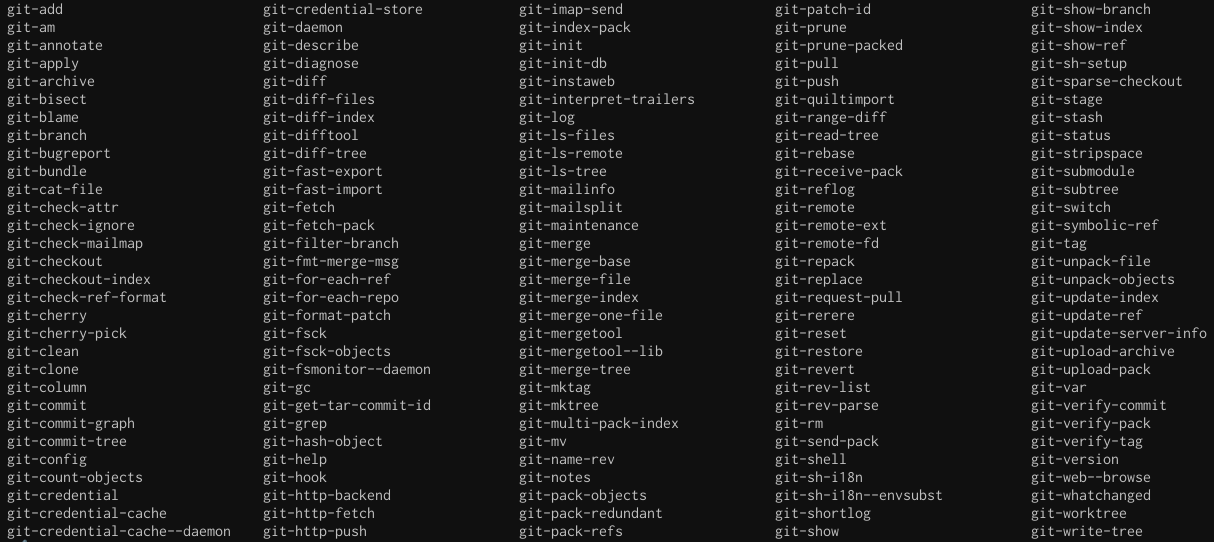 git-add git-credential-store git-imap-send git-patch-id git-show-branch
git-am git-daemon git-index-pack git-prune git-show-index
git-annotate git-describe git-init git-prune-packed git-show-ref
git-apply git-diagnose git-init-db git-pull git-sh-setup
git-archive git-diff git-instaweb git-push git-sparse-checkout
git-bisect git-diff-files git-interpret-trailers git-quiltimport git-stage
git-blame git-diff-index git-log git-range-diff git-stash
git-branch git-difftool git-ls-files git-read-tree git-status
git-bugreport git-diff-tree git-ls-remote git-rebase git-stripspace
git-bundle git-fast-export git-ls-tree git-receive-pack git-submodule
git-cat-file git-fast-import git-mailinfo git-reflog git-subtree
git-check-attr git-fetch git-mailsplit git-remote git-switch
git-check-ignore git-fetch-pack git-maintenance git-remote-ext git-symbolic-ref
git-check-mailmap git-filter-branch git-merge git-remote-fd git-tag
git-checkout git-fmt-merge-msg git-merge-base git-repack git-unpack-file
git-checkout-index git-for-each-ref git-merge-file git-replace git-unpack-objects
git-check-ref-format git-for-each-repo git-merge-index git-request-pull git-update-index
git-cherry git-format-patch git-merge-one-file git-rerere git-update-ref
git-cherry-pick git-fsck git-mergetool git-reset git-update-server-info
git-clean git-fsck-objects git-mergetool--lib git-restore git-upload-archive
git-clone git-fsmonitor--daemon git-merge-tree git-revert git-upload-pack
git-column git-gc git-mktag git-rev-list git-var
git-commit git-get-tar-commit-id git-mktree git-rev-parse git-verify-commit
git-commit-graph git-grep git-multi-pack-index git-rm git-verify-pack
git-commit-tree git-hash-object git-mv git-send-pack git-verify-tag
git-config git-help git-name-rev git-shell git-version
git-count-objects git-hook git-notes git-sh-i18n git-web--browse
git-credential git-http-backend git-pack-objects git-sh-i18n--envsubst git-whatchanged
git-credential-cache git-http-fetch git-pack-redundant git-shortlog git-worktree
git-credential-cache--daemon git-http-push git-pack-refs git-show git-write-tree